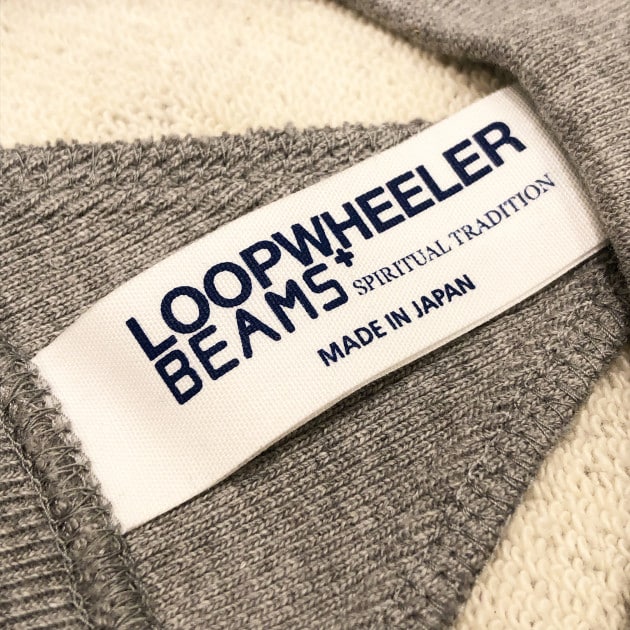 LOOPWHEELER
BEAMS+ SPIRITUAL TRADITION
MADE IN JAPAN